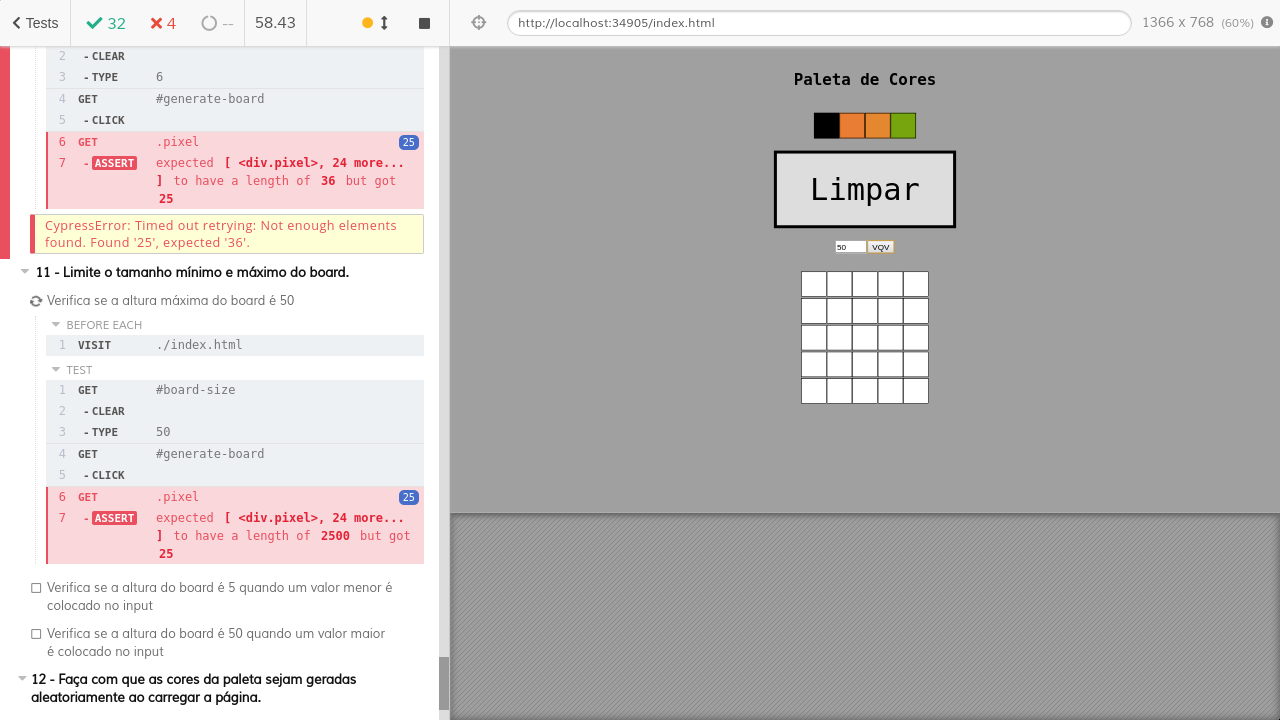 Tests 32 4 -- 58.43 http://localhost:34905/index.html 1366 x 768 (60%)
2 - CLEAR
3 - TYPE 6
4 GET #generate-board
5 - CLICK
6 GET .pixel 25
7 - ASSERT expected [ <div.pixel>, 24 more...
] to have a length of 36 but got
25
CypressError: Timed out retrying: Not enough elements
found. Found '25', expected '36'.
11 - Limite o tamanho mínimo e máximo do board.
Verifica se a altura máxima do board é 50
BEFORE EACH
1 VISIT ./index.html
TEST
1 GET #board-size
2 - CLEAR
3 - TYPE 50
4 GET #generate-board
5 - CLICK
6 GET .pixel 25
7 - ASSERT expected [ <div.pixel>, 24 more...
] to have a length of 2500 but got
25
Verifica se a altura do board é 5 quando um valor menor é
colocado no input
Verifica se a altura do board é 50 quando um valor maior
é colocado no input
12 - Faça com que as cores da paleta sejam geradas
aleatoriamente ao carregar a página.
Paleta de Cores
Limpar
50 VQV